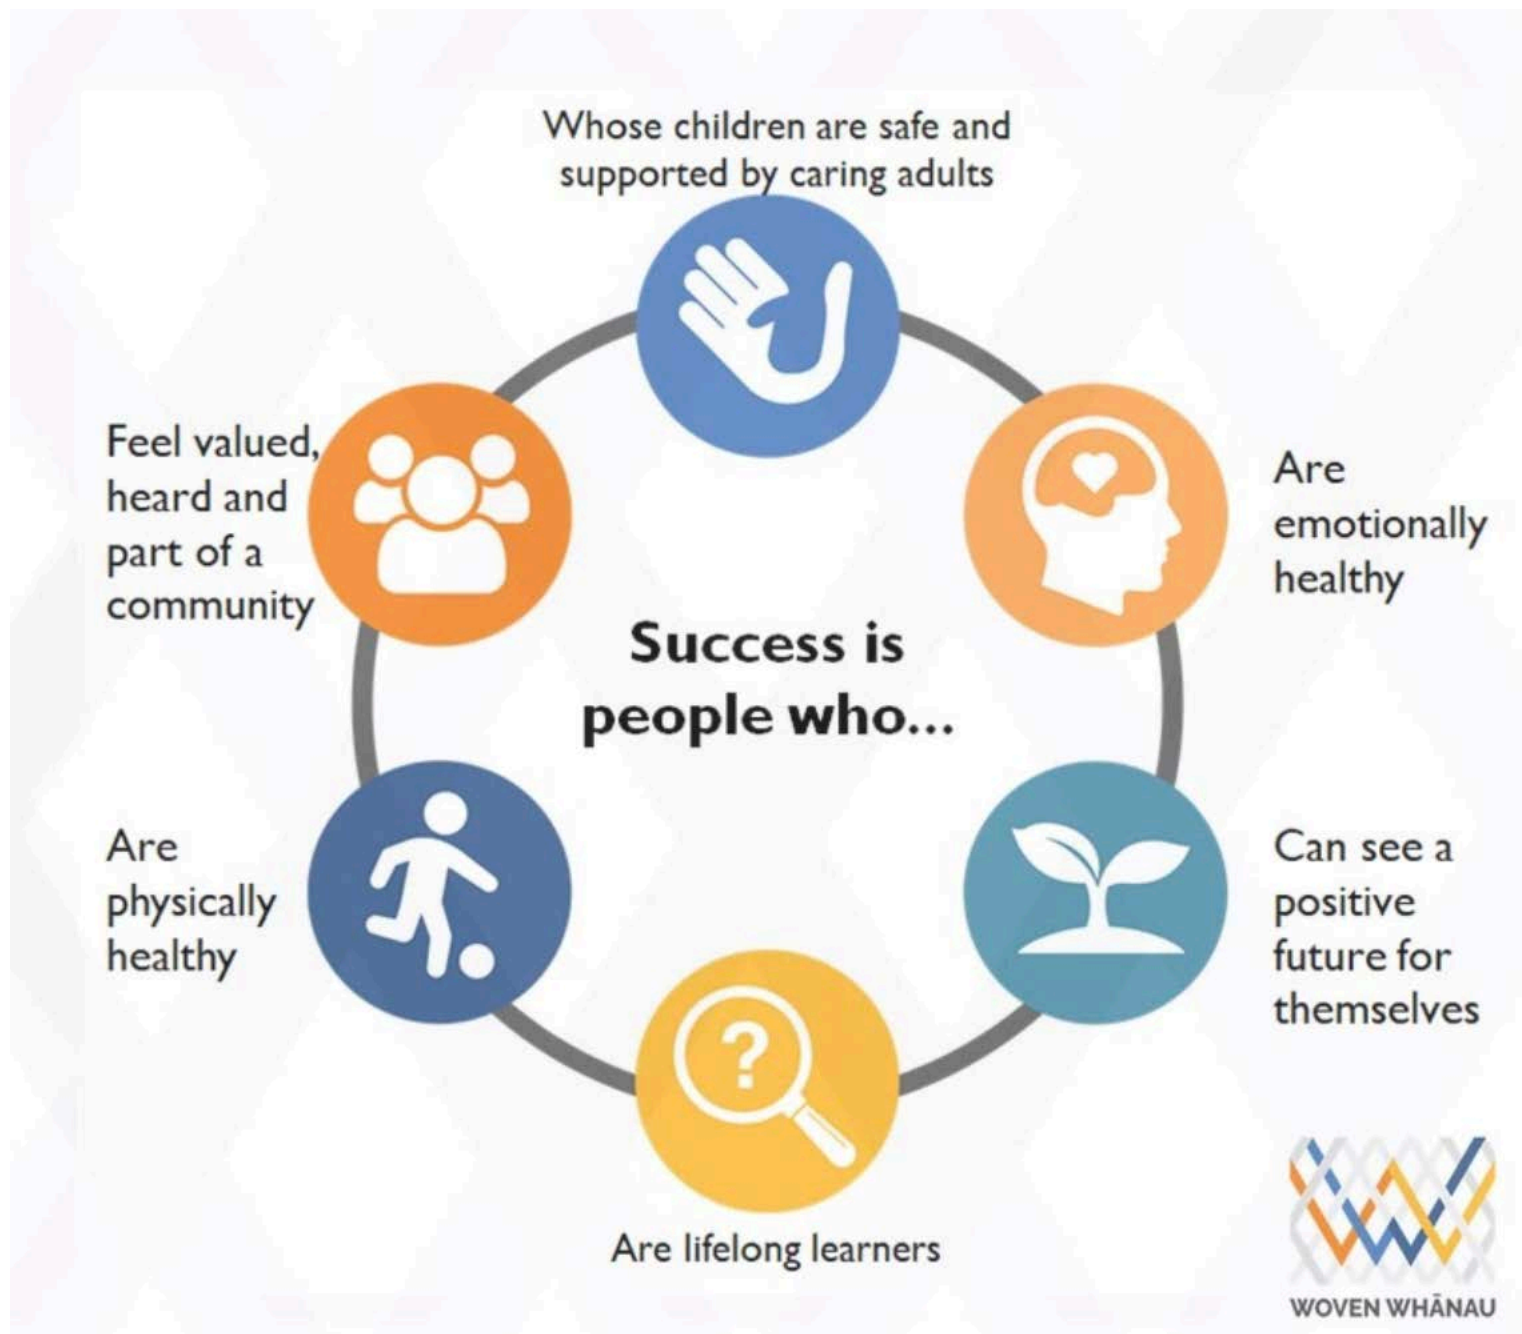 Whose children are safe and
supported by caring adults
Are
emotionally
healthy
Can see a
positive
future for
themselves
Are lifelong learners
Are
physically
healthy
Feel valued,
heard and
part of a
community
Success is
people who...
?
WOVEN WHĀNAU